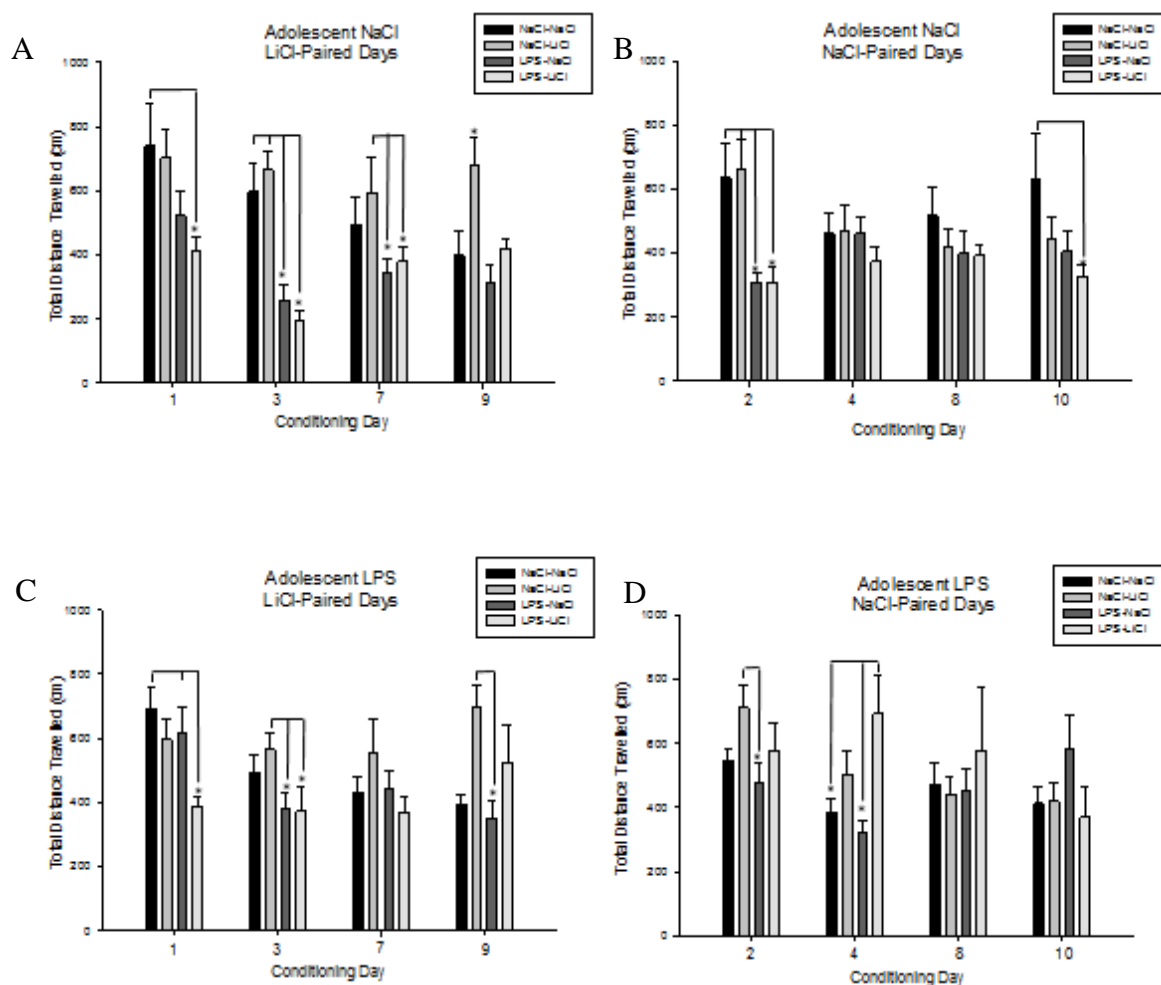 A
Adolescent NaCl
LiCl-Paired Days
NaCl-NaCl
NaCl-LiCl
LPS-NaCl
LPS-LiCl
Total Distance Travelled (cm)
1000
800
600
400
200
0
* * * * * *
1 3 7 9
Conditioning Day
B
Adolescent NaCl
NaCl-Paired Days
NaCl-NaCl
NaCl-LiCl
LPS-NaCl
LPS-LiCl
Total Distance Travelled (cm)
1000
800
600
400
200
0
* * *
2 4 8 10
Conditioning Day
C
Adolescent LPS
LiCl-Paired Days
NaCl-NaCl
NaCl-LiCl
LPS-NaCl
LPS-LiCl
Total Distance Travelled (cm)
1000
800
600
400
200
0
* * * *
1 3 7 9
Conditioning Day
D
Adolescent LPS
NaCl-Paired Days
NaCl-NaCl
NaCl-LiCl
LPS-NaCl
LPS-LiCl
Total Distance Travelled (cm)
1000
800
600
400
200
0
* * *
2 4 8 10
Conditioning Day